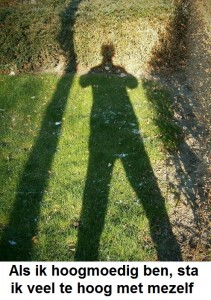 Als ik hoogmoedig ben, sta
ik veel te hoog met mezelf